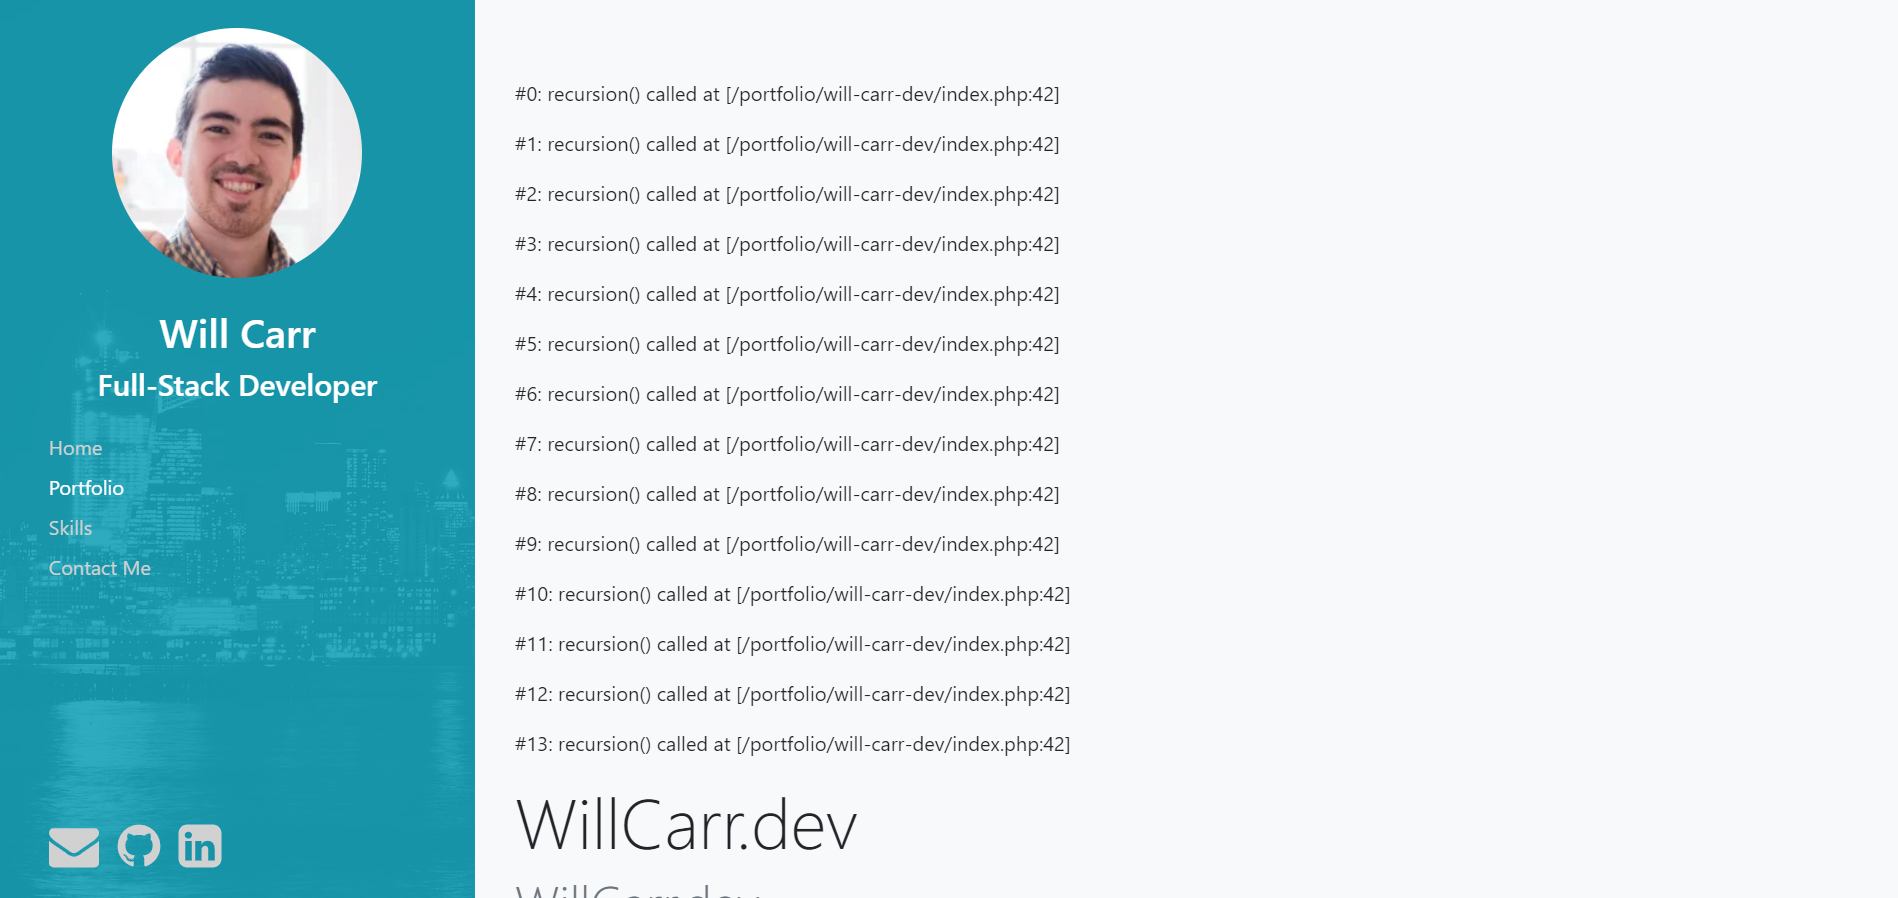 Will Carr
Full-Stack Developer
Home
Portfolio
Skills
Contact Me
#0: recursion() called at [/portfolio/will-carr-dev/index.php:42]
#1: recursion() called at [/portfolio/will-carr-dev/index.php:42]
#2: recursion() called at [/portfolio/will-carr-dev/index.php:42]
#3: recursion() called at [/portfolio/will-carr-dev/index.php:42]
#4: recursion() called at [/portfolio/will-carr-dev/index.php:42]
#5: recursion() called at [/portfolio/will-carr-dev/index.php:42]
#6: recursion() called at [/portfolio/will-carr-dev/index.php:42]
#7: recursion() called at [/portfolio/will-carr-dev/index.php:42]
#8: recursion() called at [/portfolio/will-carr-dev/index.php:42]
#9: recursion() called at [/portfolio/will-carr-dev/index.php:42]
#10: recursion() called at [/portfolio/will-carr-dev/index.php:42]
#11: recursion() called at [/portfolio/will-carr-dev/index.php:42]
#12: recursion() called at [/portfolio/will-carr-dev/index.php:42]
#13: recursion() called at [/portfolio/will-carr-dev/index.php:42]
WillCarr.dev
WillCarr.dev
in